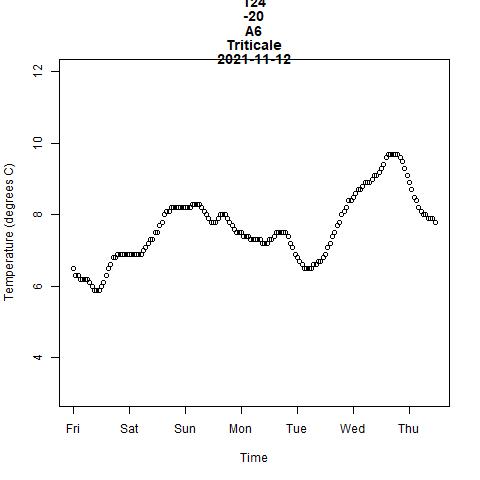 124
-20
A6
Triticale
2021-11-12
Temperature (degrees C)
12
10
8
6
4
Fri Sat Sun Mon Tue Wed Thu
Time